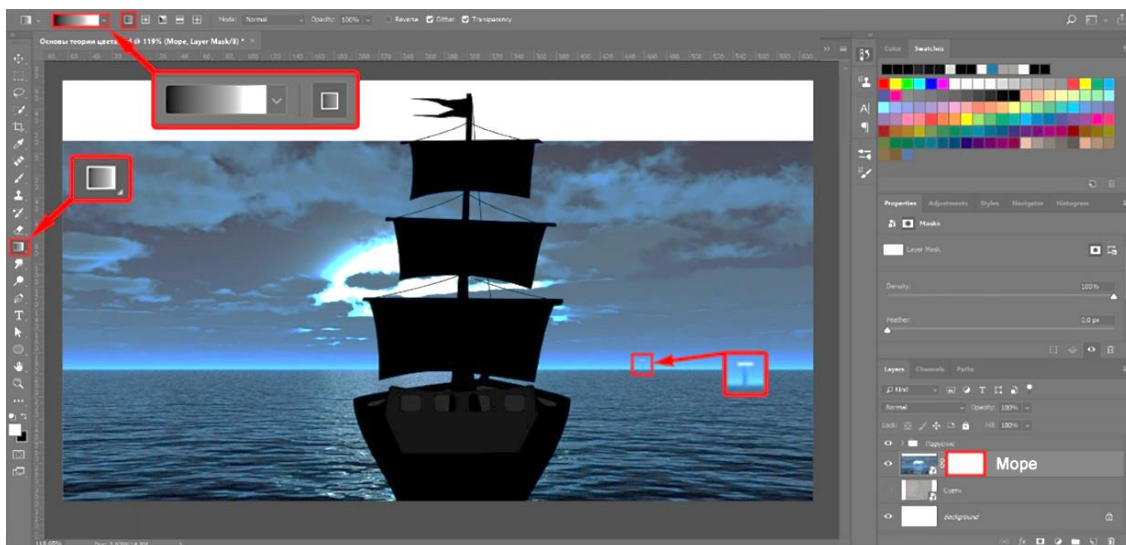 Mode: Normal Opacity: 100% Reverse Dither Transparency
Основы теории цвета @ 119% (Море, Layer Mask/8) *
Color Swatches
Properties Adjustments Styles Navigator Histogram
Masks
Layer Mask
Density: 100%
Feather: 0,0 px
Layers Channels Paths
Kind
Normal Opacity: 100%
Lock: Fill: 100%
Парусник
Море
Background